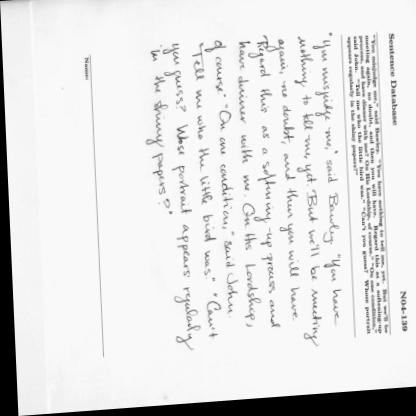 Sentence Database
N04-139
"You misjudge me," said Bawley. "You have nothing to tell me, yet. But we'll be
meeting again, no doubt, and then you will have. Regard this as a softening-up
process, and have dinner with me. On His Lordship, of course." "On one condition,"
said John. "Tell me who the little bird was." "Can't you guess? Whose portrait
appears regularly in the shiny papers?"
"You misjudge me," said Bawley. "You have
nothing to tell me, yet. But we'll be meeting
again, no doubt, and then you will have.
Regard this as a softening-up process and
have dinner with me. On His Lordship,
of course." "On one condition," said John.
"Tell me who the little bird was." "Can't
you guess? Whose portrait appears regularly
in the shiny papers?"
Name: